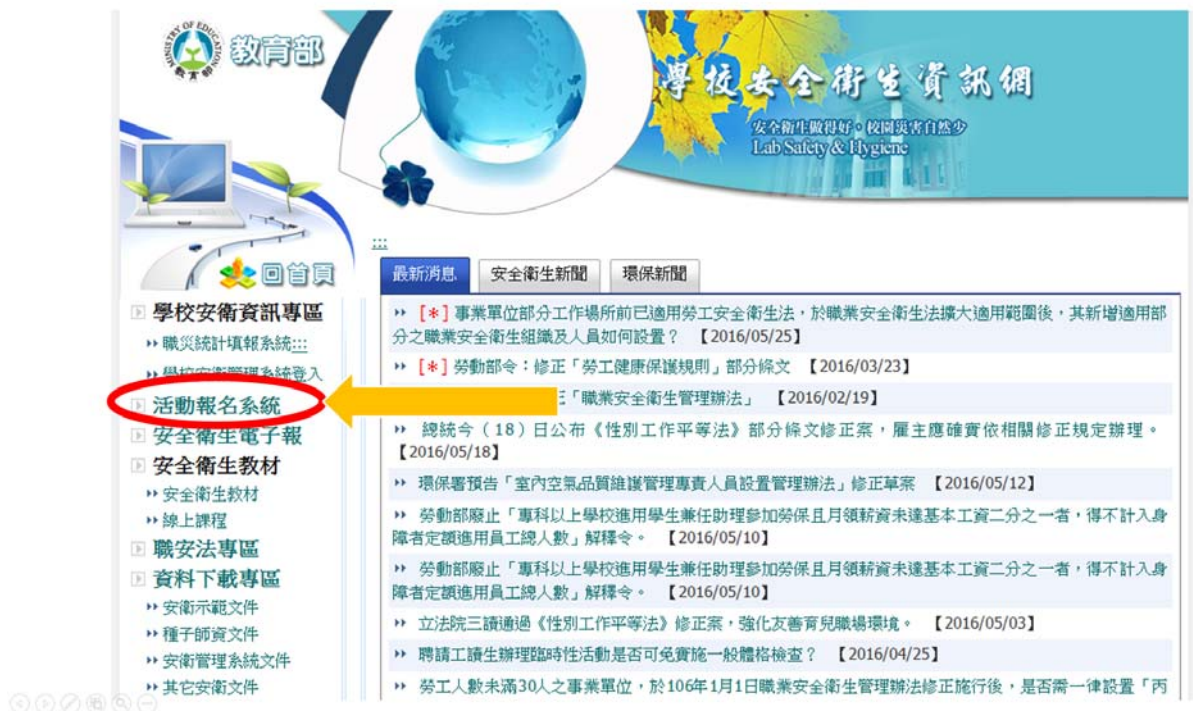 MINISTRY OF EDUCATION
教育部
教育部
學校安全衛生資訊網
安全衛生做得好，校園災害自然少
Lab Safety & Hygiene
回首頁
學校安衛資訊專區
職災統計填報系統:::
學校安衛管理系統登入
活動報名系統
安全衛生電子報
安全衛生教材
安全衛生教材
線上課程
職安法專區
資料下載專區
安衛示範文件
種子師資文件
安衛管理系統文件
其它安衛文件
:::
最新消息 安全衛生新聞 環保新聞
[*] 事業單位部分工作場所前已適用勞工安全衛生法，於職業安全衛生法擴大適用範圍後，其新增適用部
分之職業安全衛生組織及人員如何設置？ 【2016/05/25】
[*] 勞動部令：修正「勞工健康保護規則」部分條文 【2016/03/23】
「職業安全衛生管理辦法」 【2016/02/19】
總統今（18）日公布《性別工作平等法》部分條文修正案，雇主應確實依相關修正規定辦理。
【2016/05/18】
環保署預告「室內空氣品質維護管理專責人員設置管理辦法」修正草案 【2016/05/12】
勞動部廢止「專科以上學校進用學生兼任助理參加勞保且月領薪資未達基本工資二分之一者，得不計入身
障者定額進用員工總人數」解釋令。 【2016/05/10】
勞動部廢止「專科以上學校進用學生兼任助理參加勞保且月領薪資未達基本工資二分之一者，得不計入身
障者定額進用員工總人數」解釋令。 【2016/05/10】
立法院三讀通過《性別工作平等法》修正案，強化友善育兒職場環境。 【2016/05/03】
聘請工讀生辦理臨時性活動是否可免實施一般體格檢查？ 【2016/04/25】
勞工人數未滿30人之事業單位，於106年1月1日職業安全衛生管理辦法修正施行後，是否需一律設置「丙